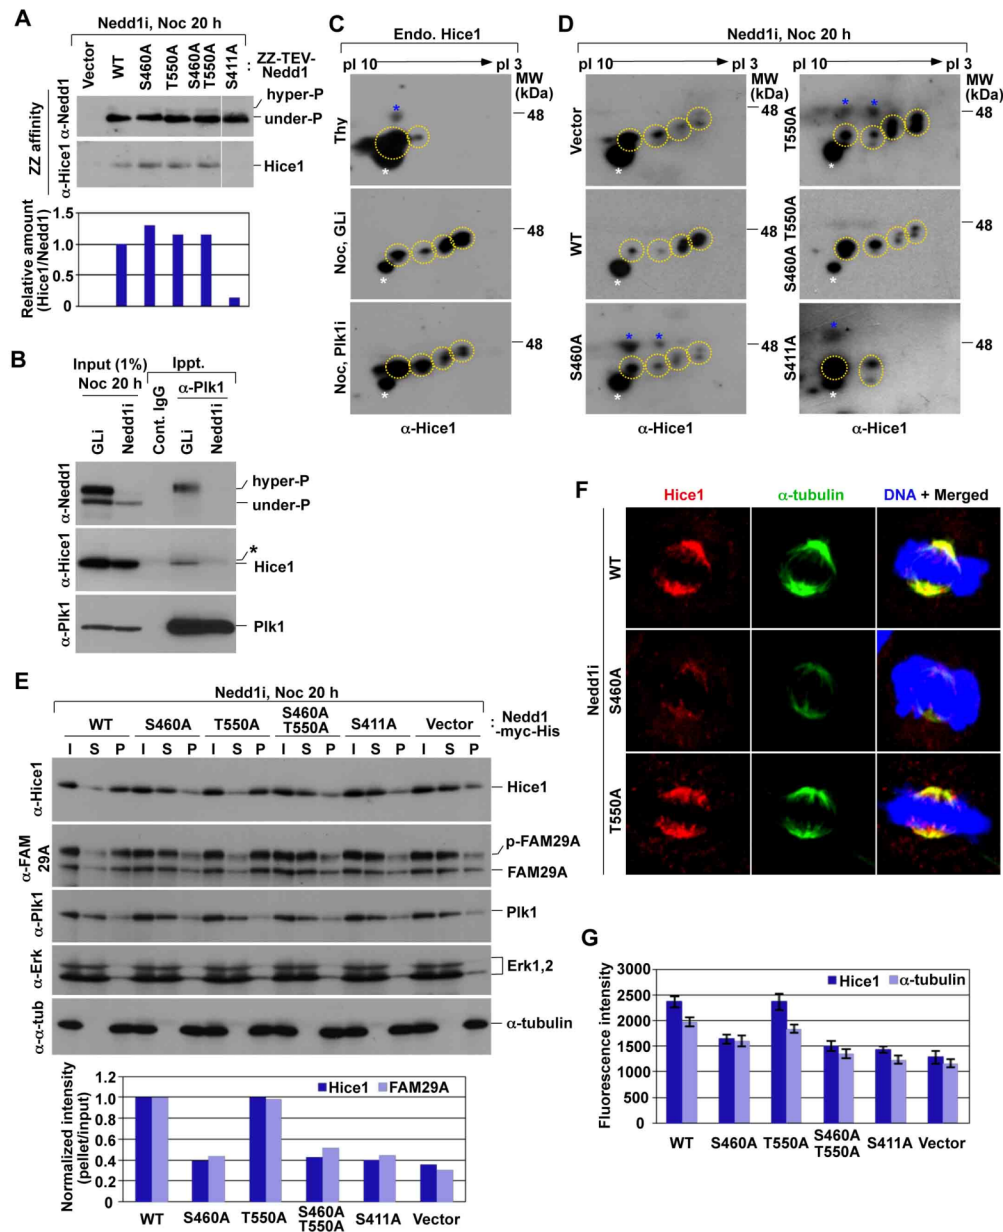 A
Nedd1i, Noc 20 h
Vector
WT
S460A
T550A
S460A
T550A
S411A
: ZZ-TEV-
Nedd1
ZZ affinity
α-Nedd1
hyper-P
under-P
α-Hice1
Hice1
Relative amount
(Hice1/Nedd1)
1.5
1.0
0.5
0
B
Input (1%)
Noc 20 h
Ippt.
α-Plk1
GLi
Nedd1i
Cont. IgG
GLi
Nedd1i
α-Nedd1
hyper-P
under-P
α-Hice1
*
Hice1
α-Plk1
Plk1
C
Endo. Hice1
pI 10
pI 3
MW
(kDa)
Thy
*
*
48
Noc, GLi
*
48
Noc, Plk1i
*
48
α-Hice1
D
Nedd1i, Noc 20 h
pI 10
pI 3
MW
(kDa)
pI 10
pI 3
MW
(kDa)
Vector
*
48
T550A
* *
*
48
WT
*
48
S460A T550A
*
48
S460A
* *
*
48
S411A
*
*
48
α-Hice1
α-Hice1
E
Nedd1i, Noc 20 h
WT
S460A
T550A
S460A
T550A
S411A
Vector
: Nedd1
-myc-His
I S P I S P I S P I S P I S P I S P
α-Hice1
Hice1
α-FAM
29A
p-FAM29A
FAM29A
α-Plk1
Plk1
α-Erk
Erk1,2
α-α-tub
α-tubulin
Normalized intensity
(pellet/input)
1.2
1.0
0.8
0.6
0.4
0.2
0
Hice1
FAM29A
WT
S460A
T550A
S460A
T550A
S411A
Vector
F
Hice1
α-tubulin
DNA + Merged
Nedd1i
WT
S460A
T550A
G
Fluorescence intensity
3000
2500
2000
1500
1000
500
0
Hice1
α-tubulin
WT
S460A
T550A
S460A
T550A
S411A
Vector